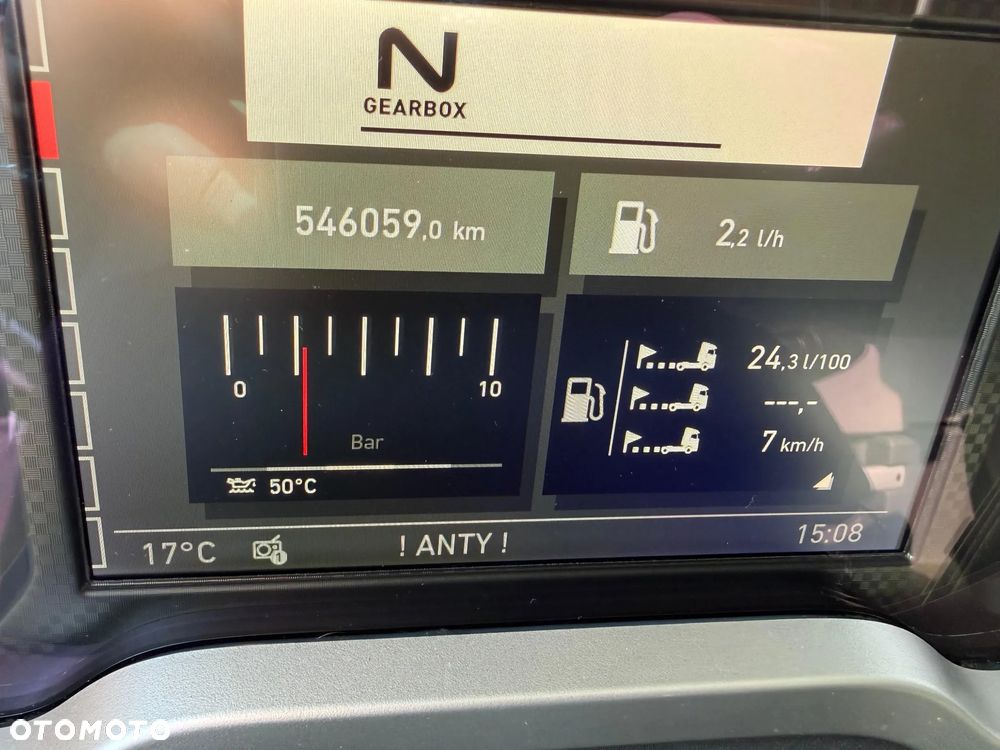 N
GEARBOX
546059,0 km
2,2 l/h
0
10
Bar
50°C
24,3 l/100
---,-
7 km/h
17°C
1
! ANTY !
15:08
OTOMOTO